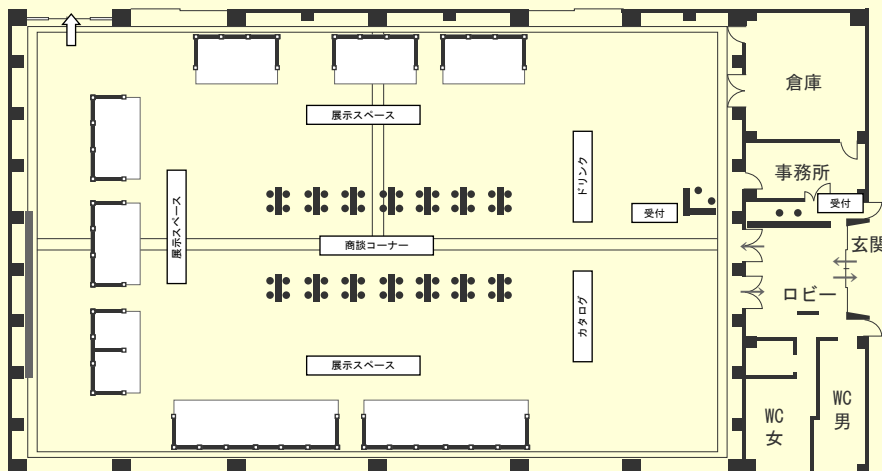 倉庫
展示スペース
ドリンク
事務所
受付
受付
展示スペース
商談コーナー
玄関
ロビー
カタログ
展示スペース
WC
女
WC
男